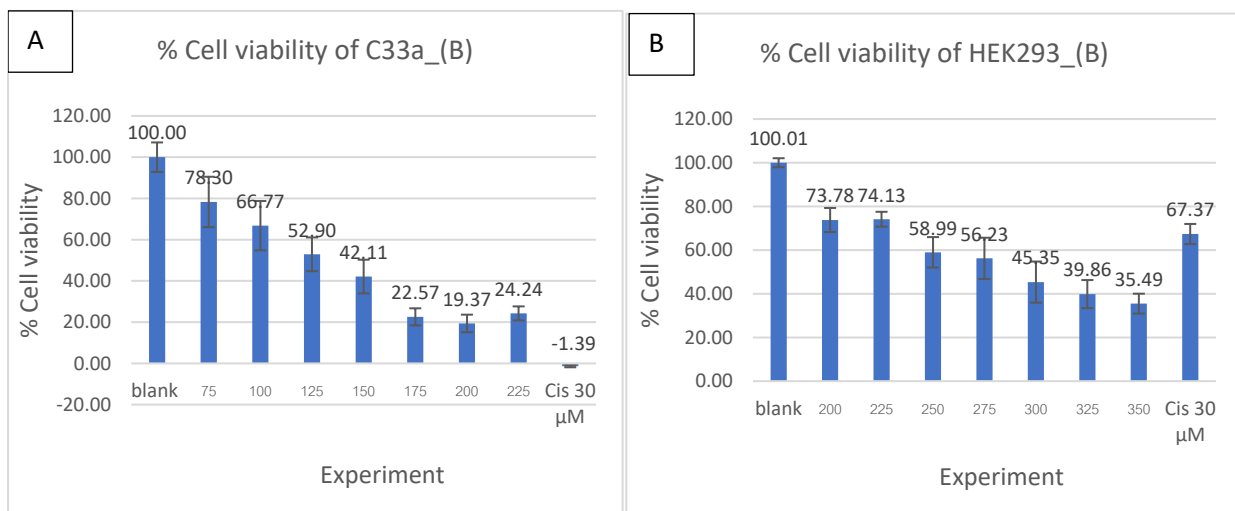 A
% Cell viability of C33a_(B)
% Cell viability
120.00
100.00
80.00
60.00
40.00
20.00
0.00
-20.00
100.00
78.30
66.77
52.90
42.11
22.57
19.37
24.24
-1.39
blank 75 100 125 150 175 200 225 Cis 30
µM
Experiment
B
% Cell viability of HEK293_(B)
% Cell viability
120.00
100.00
80.00
60.00
40.00
20.00
0.00
100.01
73.78
74.13
58.99
56.23
45.35
39.86
35.49
67.37
blank 200 225 250 275 300 325 350 Cis 30
µM
Experiment